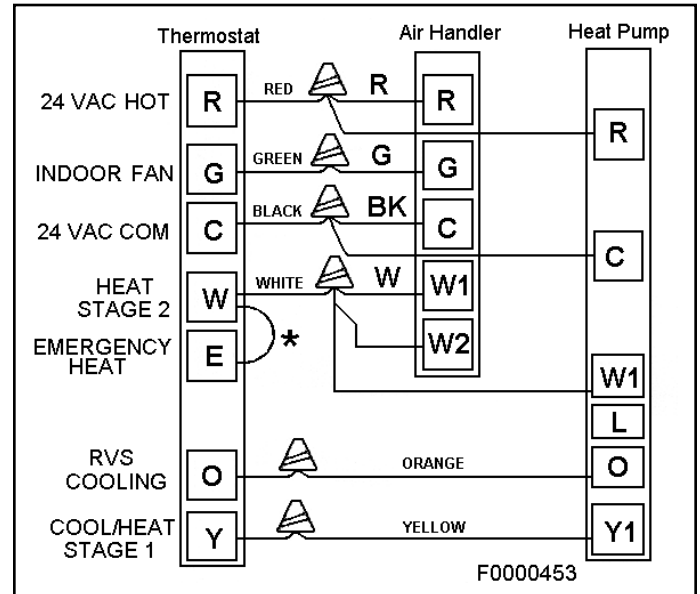 Thermostat Air Handler Heat Pump
24 VAC HOT R RED R R R
INDOOR FAN G GREEN G G
24 VAC COM C BLACK BK C C
HEAT
STAGE 2
W WHITE W W1
*
EMERGENCY
HEAT
E W2
W1
L
RVS
COOLING
O ORANGE O
COOL/HEAT
STAGE 1
Y YELLOW Y1
F0000453